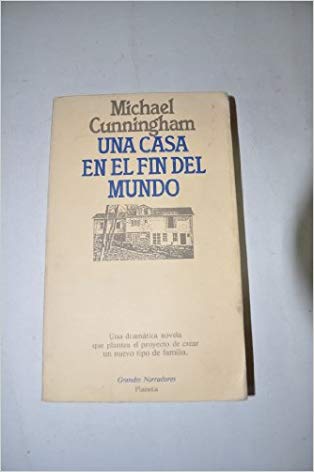 Michael
Cunningham
UNA CASA
EN EL FIN DEL
MUNDO
Una dramática novela
que plantea el proyecto de crear
un nuevo tipo de familia.
Grandes Narradores
Planeta